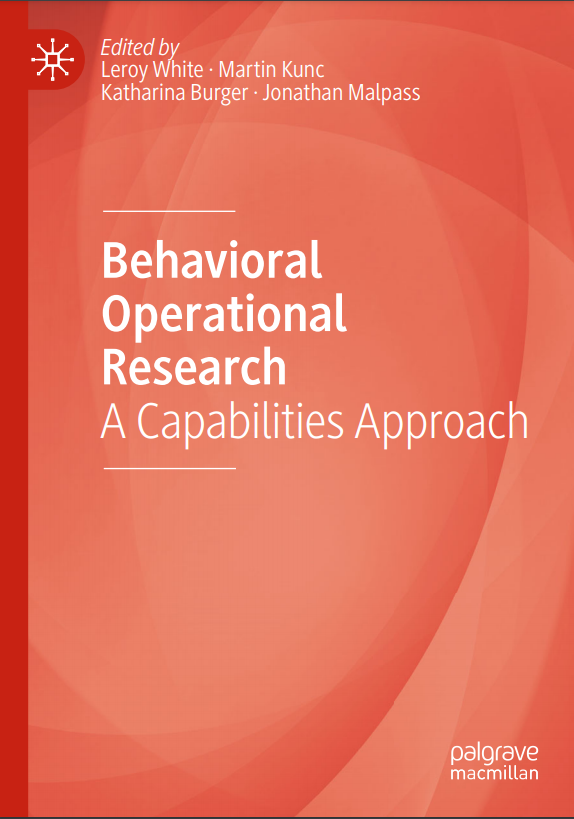 Edited by
Leroy White · Martin Kunc
Katharina Burger · Jonathan Malpass
Behavioral
Operational
Research
A Capabilities Approach
palgrave
macmillan